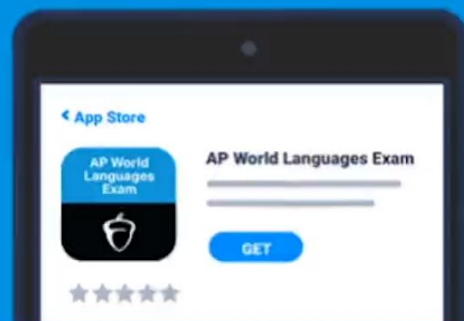 App Store
AP World
Languages
Exam
AP World Languages Exam
GET